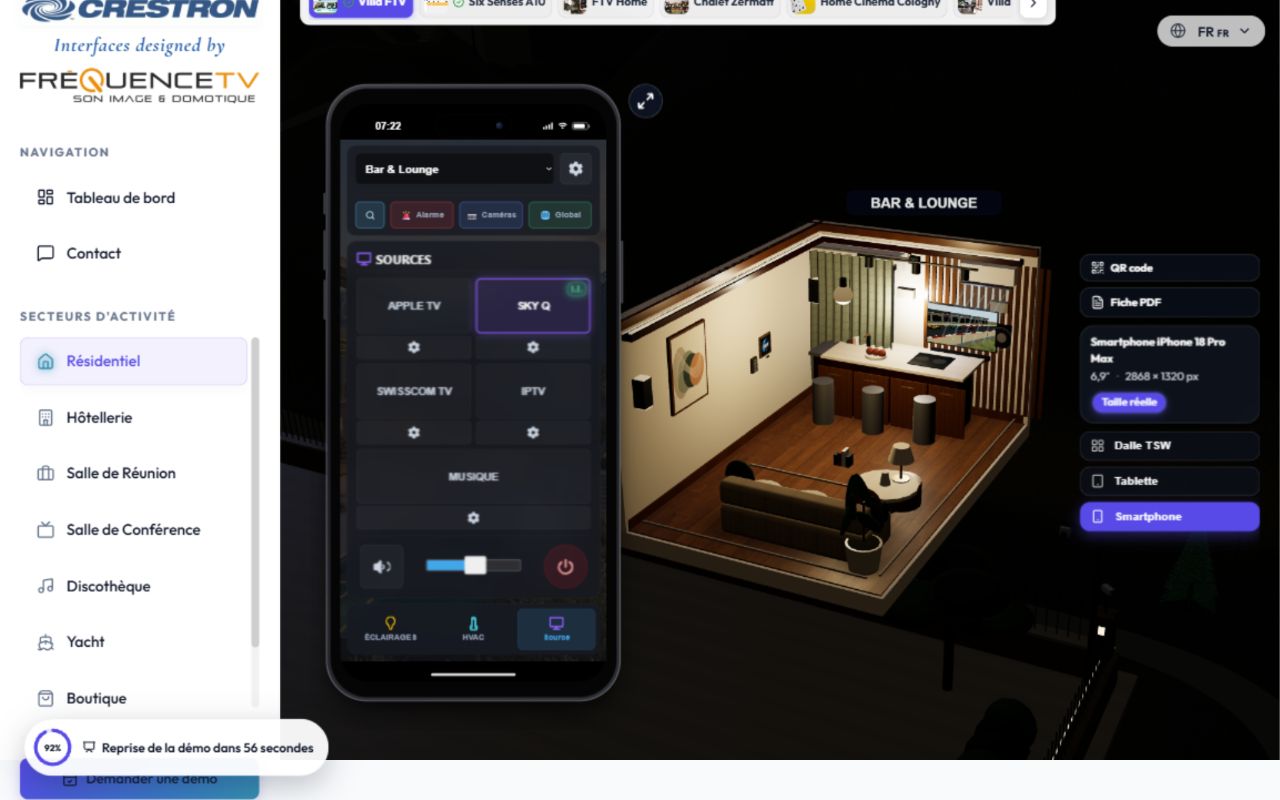 CRESTRON
Interfaces designed by
FRÉQUENCETV
SON IMAGE & DOMOTIQUE
NAVIGATION
Tableau de bord
Contact
SECTEURS D'ACTIVITÉ
Résidentiel
Hôtellerie
Salle de Réunion
Salle de Conférence
Discothèque
Yacht
Boutique
92%
Reprise de la démo dans 56 secondes
Demander une démo
Villa FTV
Six Senses A10
FTV Home
Chalet Zermatt
Home Cinema Cologny
Villa
FR FR
07:22
Bar & Lounge
Alarme
Caméras
Global
SOURCES
APPLE TV
SKY Q
SWISSCOM TV
IPTV
MUSIQUE
ÉCLAIRAGES
HVAC
Source
BAR & LOUNGE
QR code
Fiche PDF
Smartphone iPhone 18 Pro
Max
6,9" · 2868 × 1320 px
Taille réelle
Dalle TSW
Tablette
Smartphone